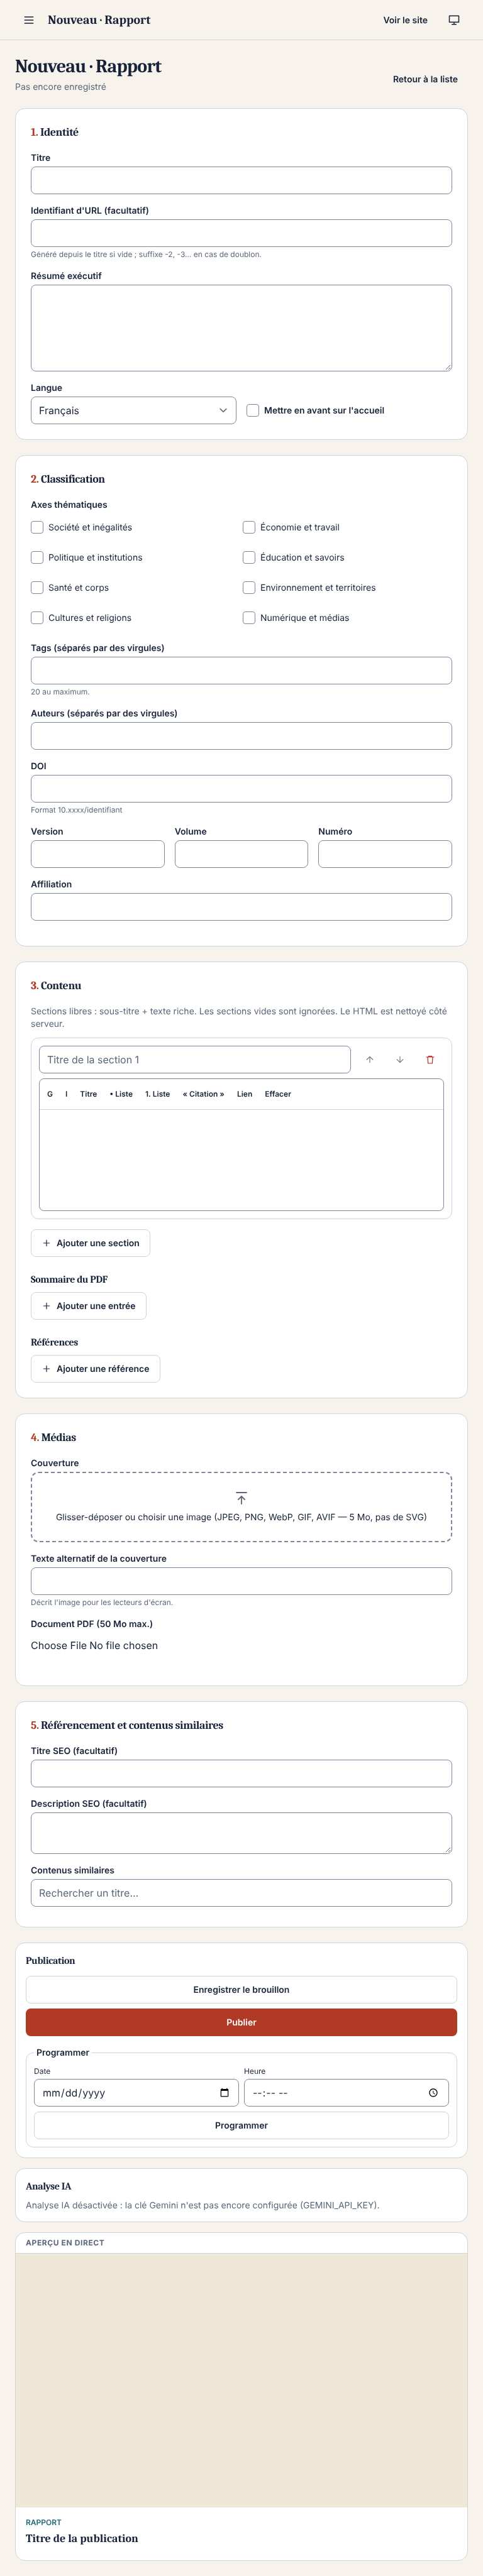 Nouveau · Rapport
Voir le site
Nouveau · Rapport
Pas encore enregistré
Retour à la liste
1. Identité
Titre
Identifiant d'URL (facultatif)
Généré depuis le titre si vide ; suffixe -2, -3… en cas de doublon.
Résumé exécutif
Langue
Français
Mettre en avant sur l'accueil
2. Classification
Axes thématiques
Société et inégalités
Économie et travail
Politique et institutions
Éducation et savoirs
Santé et corps
Environnement et territoires
Cultures et religions
Numérique et médias
Tags (séparés par des virgules)
20 au maximum.
Auteurs (séparés par des virgules)
DOI
Format 10.xxxx/identifiant
Version Volume Numéro
Affiliation
3. Contenu
Sections libres : sous-titre + texte riche. Les sections vides sont ignorées. Le HTML est nettoyé côté
serveur.
Titre de la section 1
G I Titre • Liste 1. Liste « Citation » Lien Effacer
Ajouter une section
Sommaire du PDF
Ajouter une entrée
Références
Ajouter une référence
4. Médias
Couverture
Glisser-déposer ou choisir une image (JPEG, PNG, WebP, GIF, AVIF — 5 Mo, pas de SVG)
Texte alternatif de la couverture
Décrit l'image pour les lecteurs d'écran.
Document PDF (50 Mo max.)
Choose File No file chosen
5. Référencement et contenus similaires
Titre SEO (facultatif)
Description SEO (facultatif)
Contenus similaires
Rechercher un titre…
Publication
Enregistrer le brouillon
Publier
Programmer
Date Heure
mm/dd/yyyy --:-- --
Programmer
Analyse IA
Analyse IA désactivée : la clé Gemini n'est pas encore configurée (GEMINI_API_KEY).
APERÇU EN DIRECT
RAPPORT
Titre de la publication